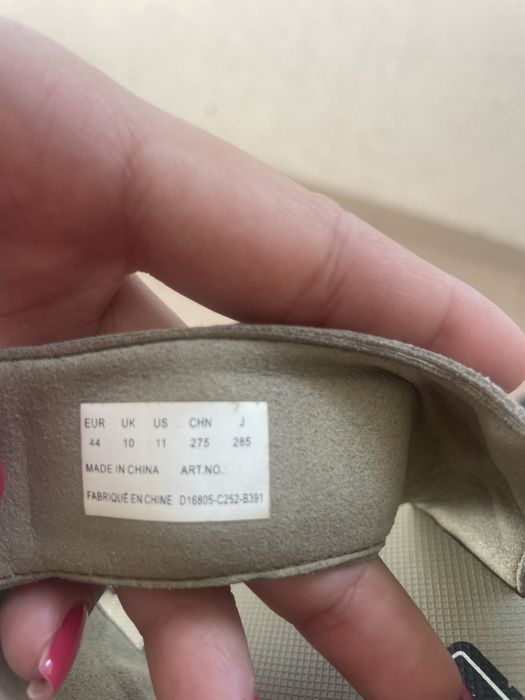 EUR UK US CHN J
44 10 11 275 285
MADE IN CHINA ART.NO.:
FABRIQUÉ EN CHINE D16805-C252-B391